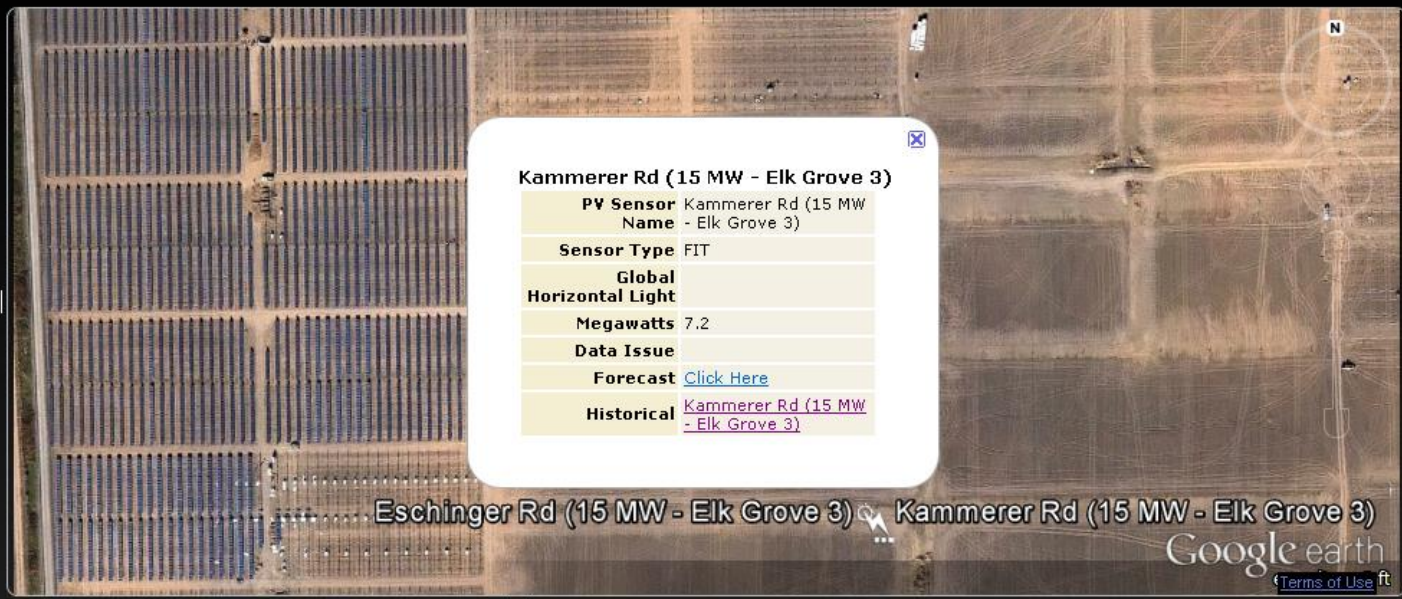 N
Kammerer Rd (15 MW - Elk Grove 3)
PV Sensor Name Kammerer Rd (15 MW
- Elk Grove 3)
Sensor Type FIT
Global
Horizontal Light
Megawatts 7.2
Data Issue
Forecast Click Here
Historical Kammerer Rd (15 MW
- Elk Grove 3)
Eschinger Rd (15 MW - Elk Grove 3) Kammerer Rd (15 MW - Elk Grove 3)
Google earth
Terms of Use ft